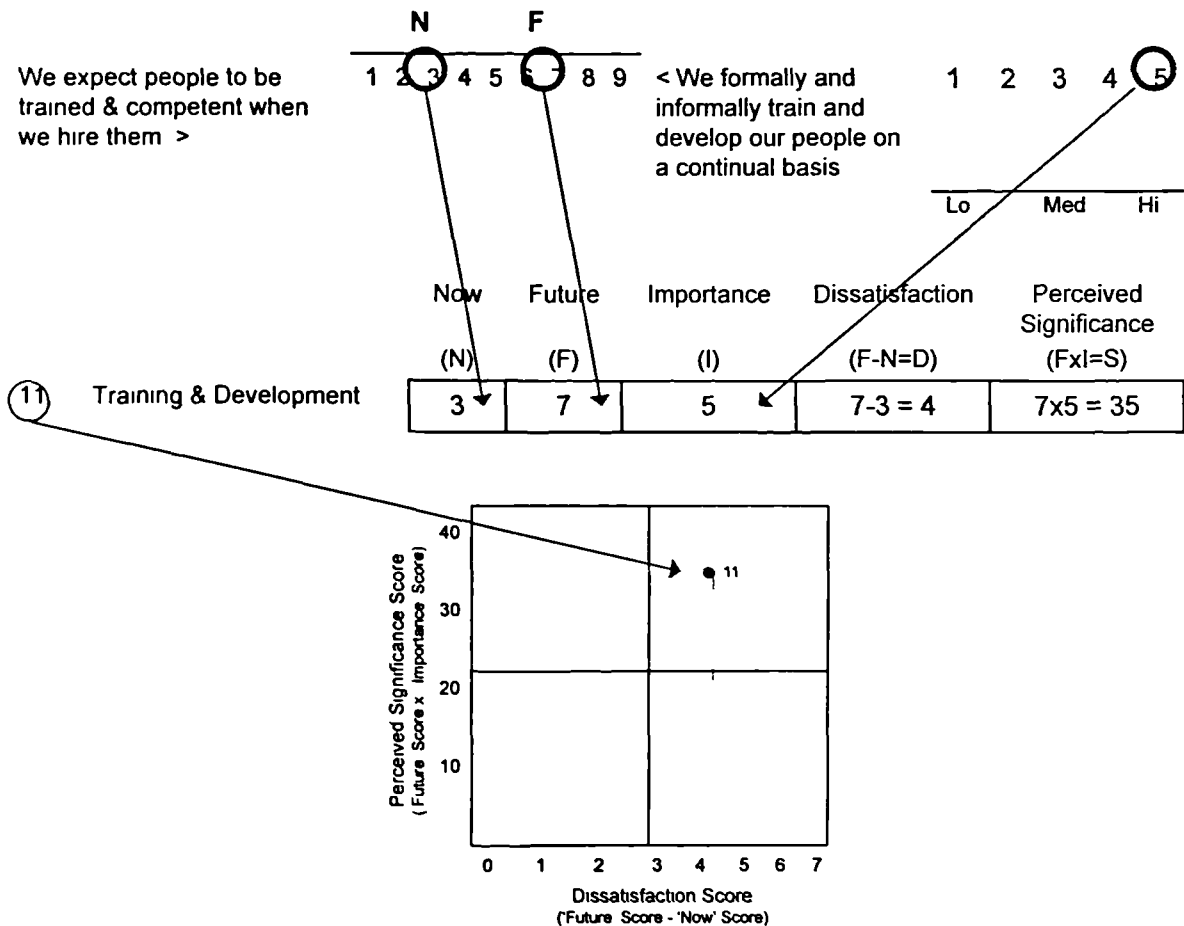 N F
We expect people to be
trained & competent when
we hire them >
1 2 3 4 5 6 7 8 9
< We formally and
informally train and
develop our people on
a continual basis
1 2 3 4 5
Lo Med Hi
Now Future Importance Dissatisfaction Perceived
Significance
(N) (F) (I) (F-N=D) (FxI=S)
11 Training & Development 3 7 5 7-3 = 4 7x5 = 35
Perceived Significance Score
( Future Score x Importance Score)
40
30
20
10
11
0 1 2 3 4 5 6 7
Dissatisfaction Score
('Future Score - 'Now' Score)